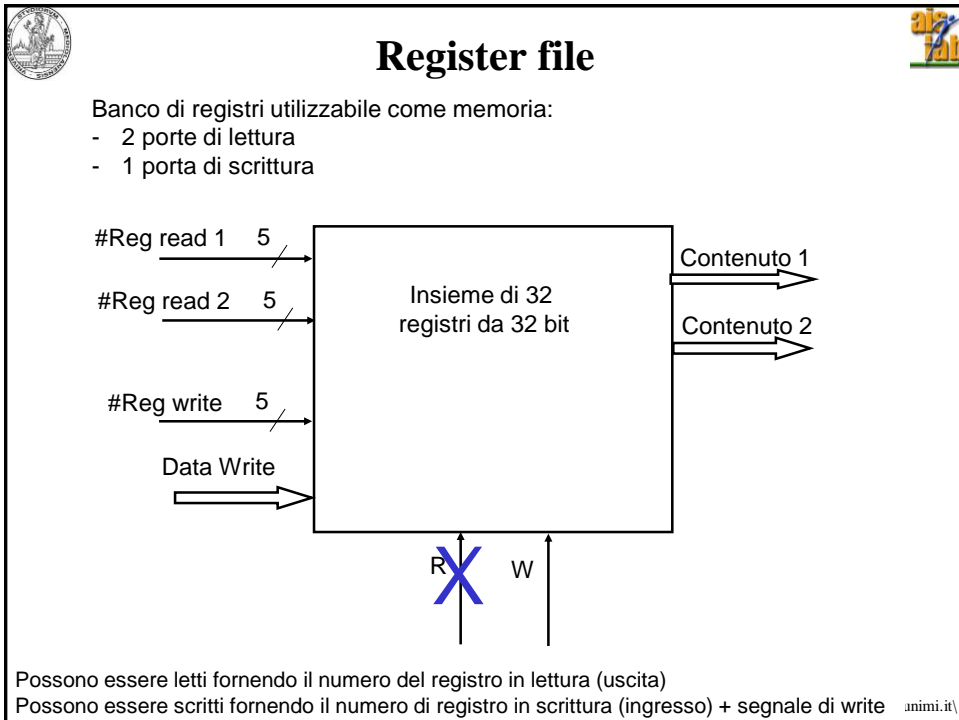 Register file
Banco di registri utilizzabile come memoria:
- 2 porte di lettura
- 1 porta di scrittura
#Reg read 1 5
Contenuto 1
#Reg read 2 5
Insieme di 32
registri da 32 bit
Contenuto 2
#Reg write 5
Data Write
R
X
W
Possono essere letti fornendo il numero del registro in lettura (uscita)
Possono essere scritti fornendo il numero di registro in scrittura (ingresso) + segnale di write
unimi.it\